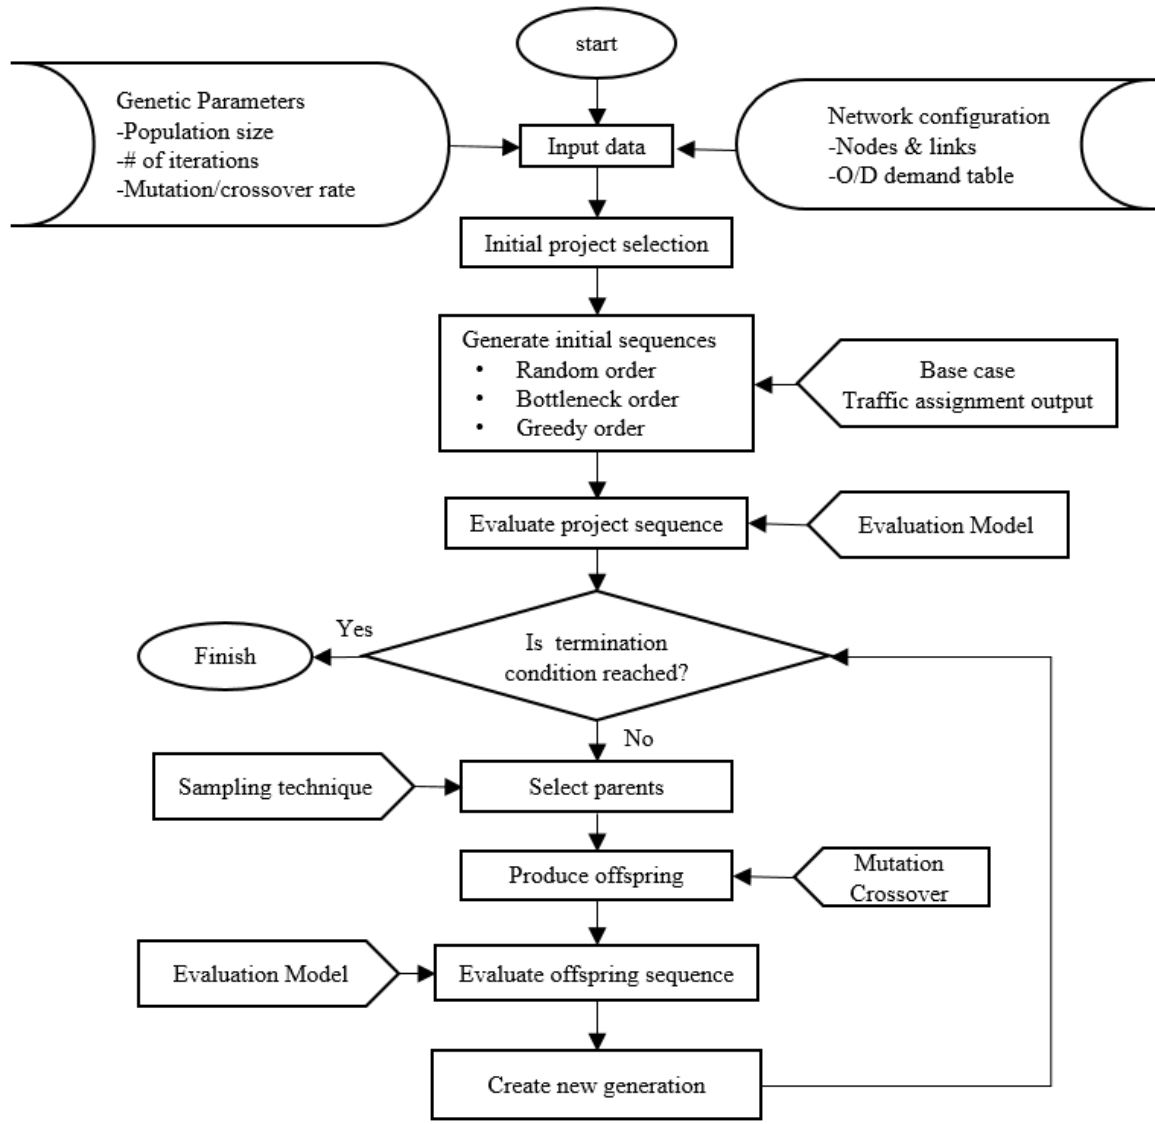 start
Genetic Parameters
-Population size
-# of iterations
-Mutation/crossover rate
Input data
Network configuration
-Nodes & links
-O/D demand table
Initial project selection
Generate initial sequences
• Random order
• Bottleneck order
• Greedy order
Base case
Traffic assignment output
Evaluate project sequence
Evaluation Model
Yes
Finish
Is termination
condition reached?
No
Sampling technique
Select parents
Produce offspring
Mutation
Crossover
Evaluation Model
Evaluate offspring sequence
Create new generation